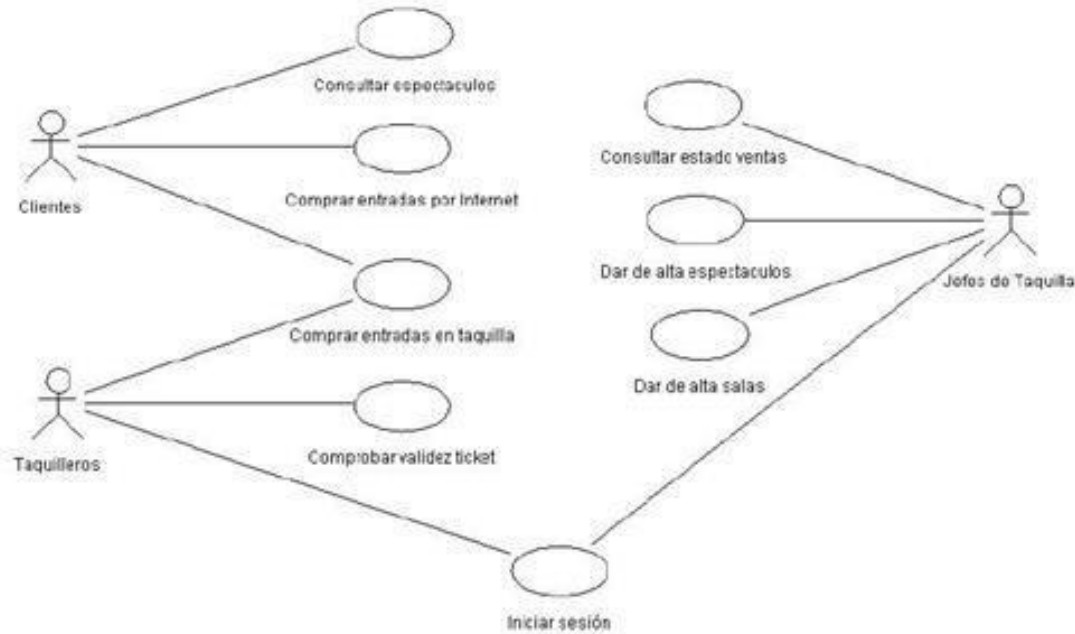 Consultar espectaculos
Comprar entradas por Internet
Clientes
Comprar entradas en taquilla
Taquilleros
Comprobar validez ticket
Consultar estado ventas
Dar de alta espectaculos
Jefes de Taquilla
Dar de alta salas
Iniciar sesión